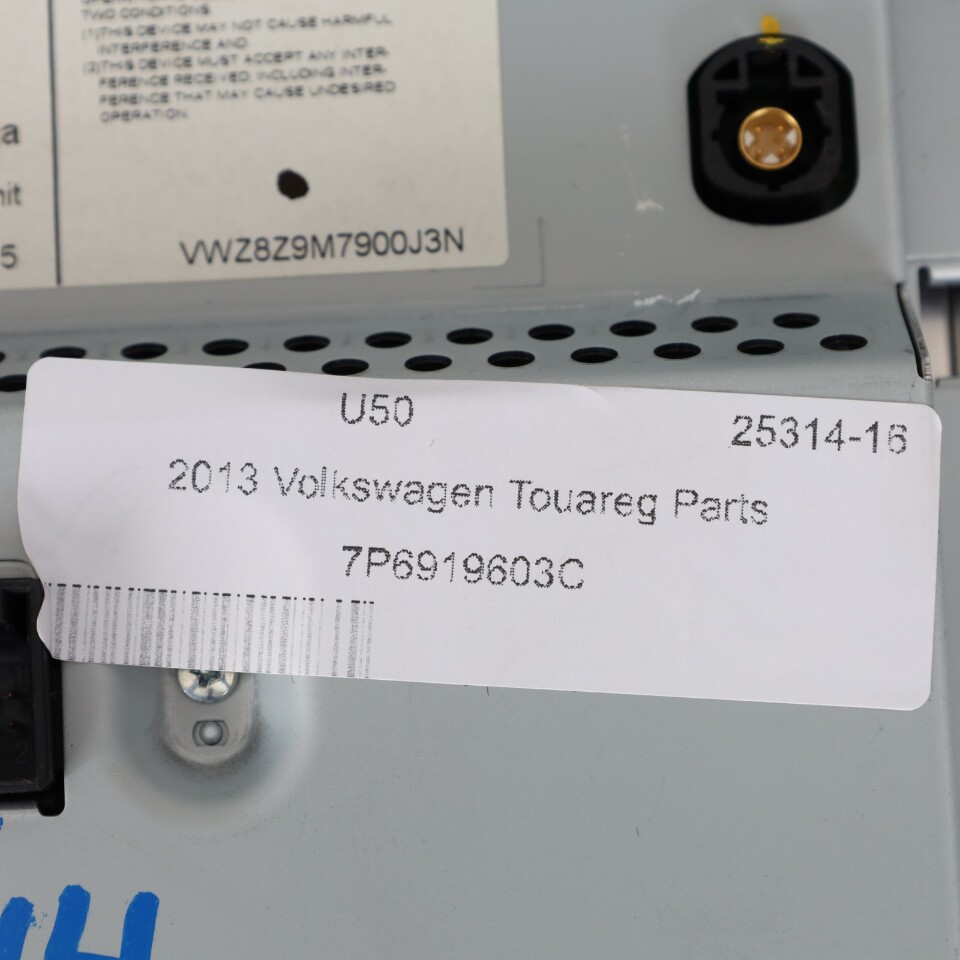 TWO CONDITIONS
(1)THIS DEVICE MAY NOT CAUSE HARMFUL
INTERFERENCE AND
(2)THIS DEVICE MUST ACCEPT ANY INTER-
FERENCE RECEIVED, INCLUDING INTER-
FERENCE THAT MAY CAUSE UNDESIRED
OPERATION.
VWZ8Z9M7900J3N
U50
25314-16
2013 Volkswagen Touareg Parts
7P6919603C